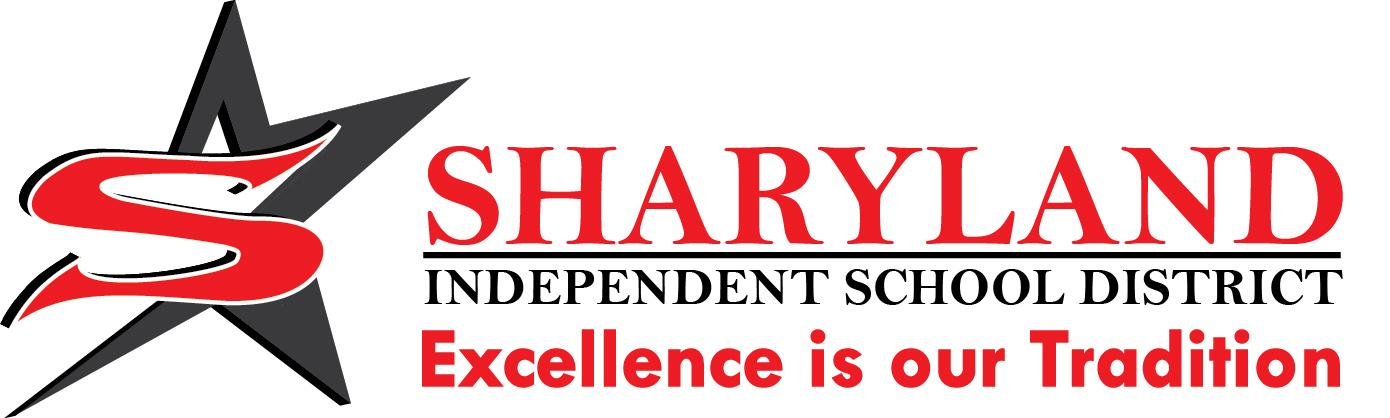 S
SHARYLAND
INDEPENDENT SCHOOL DISTRICT
Excellence is our Tradition